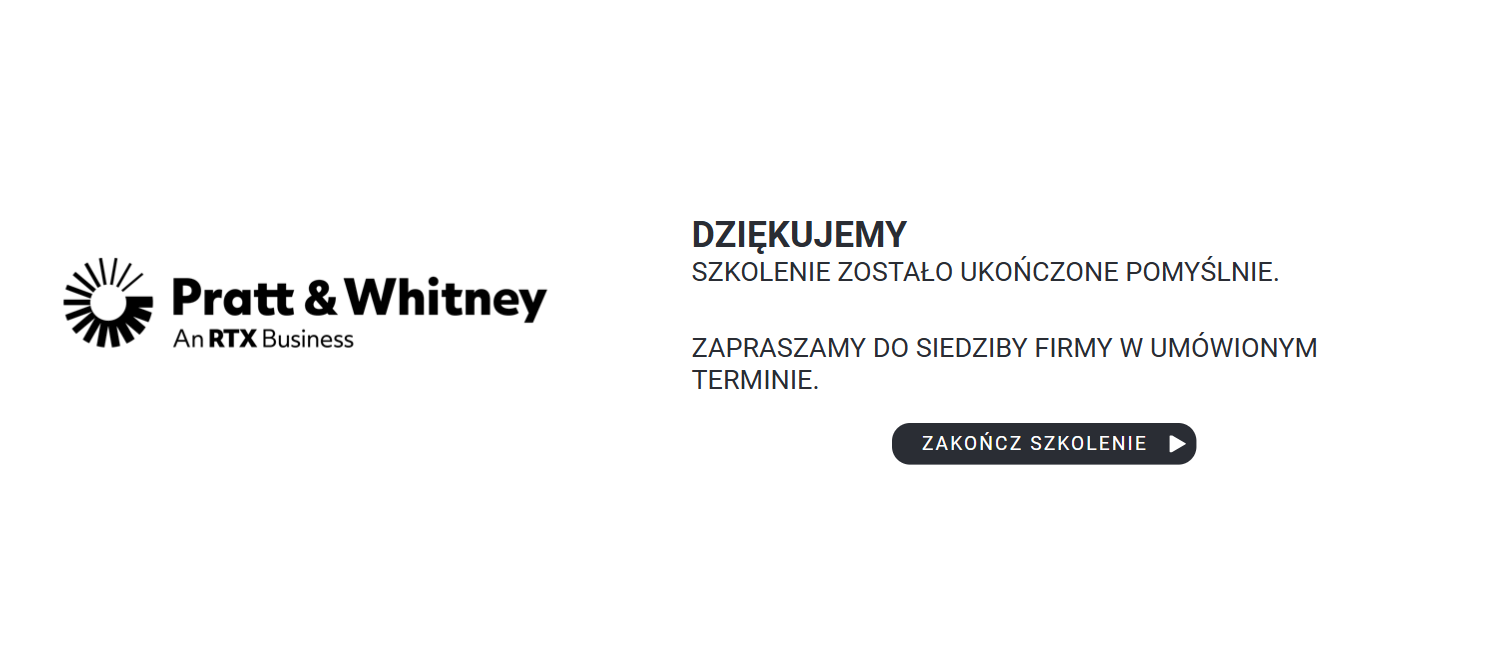 Pratt & Whitney
An RTX Business
DZIĘKUJEMY
SZKOLENIE ZOSTAŁO UKOŃCZONE POMYŚLNIE.
ZAPRASZAMY DO SIEDZIBY FIRMY W UMÓWIONYM
TERMINIE.
ZAKOŃCZ SZKOLENIE